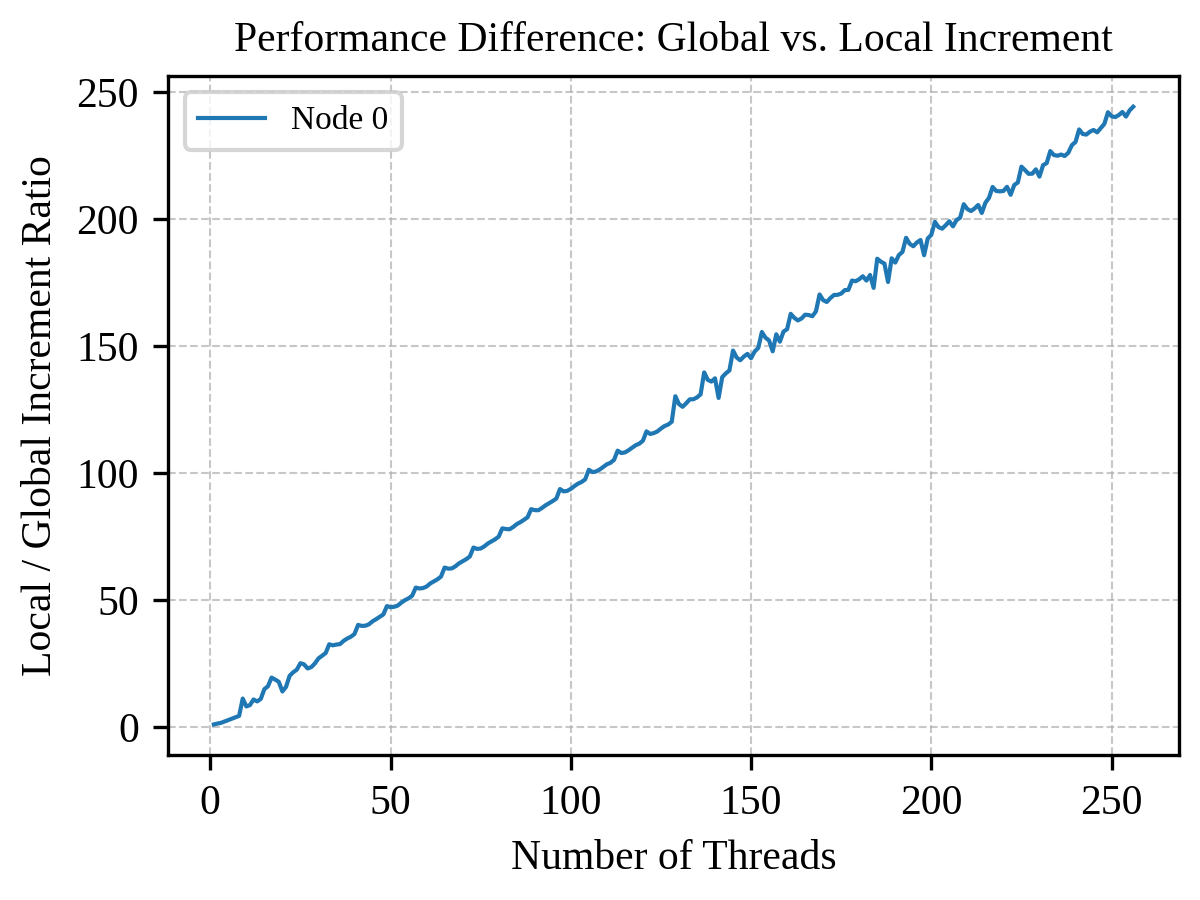 Performance Difference: Global vs. Local Increment
Local / Global Increment Ratio
250
200
150
100
50
0
Node 0
0 50 100 150 200 250
Number of Threads